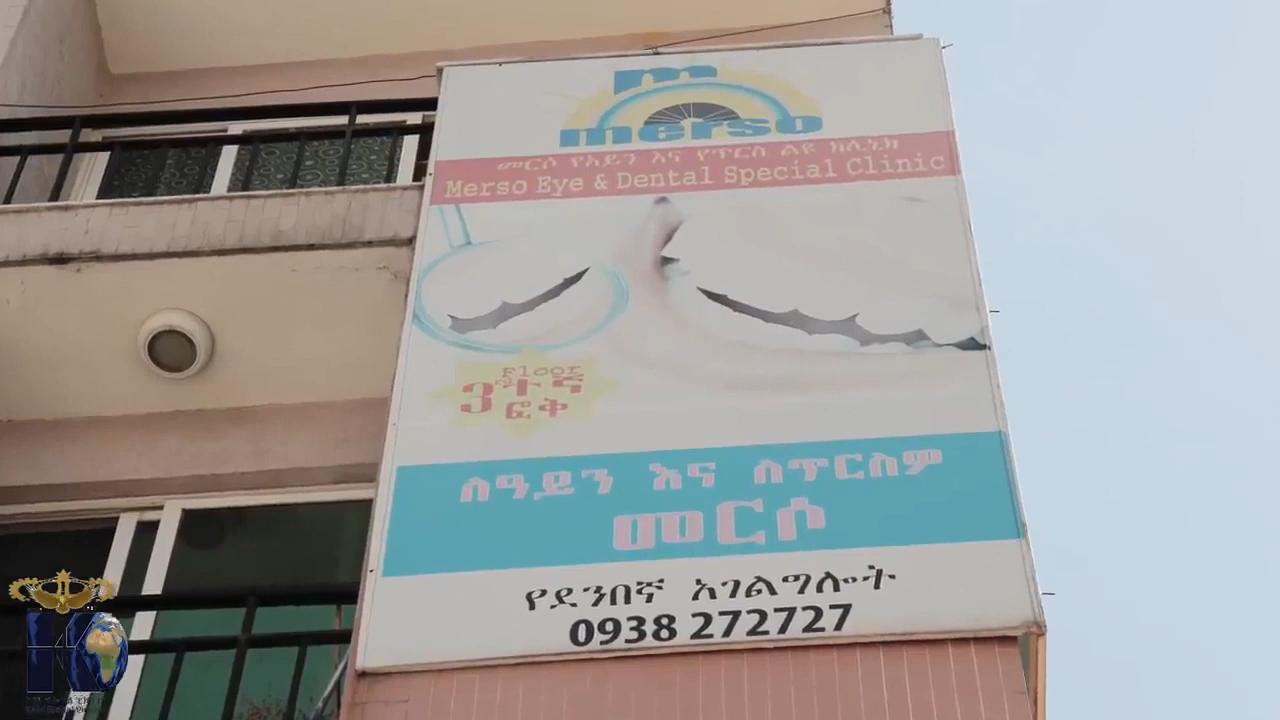 m
merso
መርሶ የአይን እና የጥርስ ልዩ ክሊኒክ
Merso Eye & Dental Special Clinic
Floor
3ተኛ
ፎቅ
ለዓይን እና ለጥርስዎ
መርሶ
የደንበኛ አገልግሎት
0938 272727